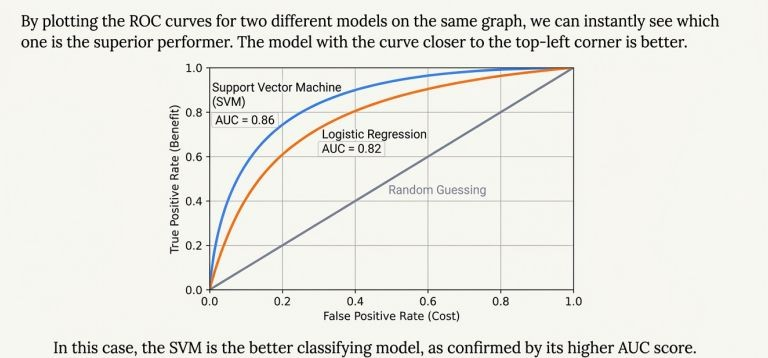 By plotting the ROC curves for two different models on the same graph, we can instantly see which
one is the superior performer. The model with the curve closer to the top-left corner is better.
1.0
0.8
0.6
0.4
0.2
0.0
True Positive Rate (Benefit)
Support Vector Machine
(SVM)
AUC = 0.86
Logistic Regression
AUC = 0.82
Random Guessing
0.0 0.2 0.4 0.6 0.8 1.0
False Positive Rate (Cost)
In this case, the SVM is the better classifying model, as confirmed by its higher AUC score.